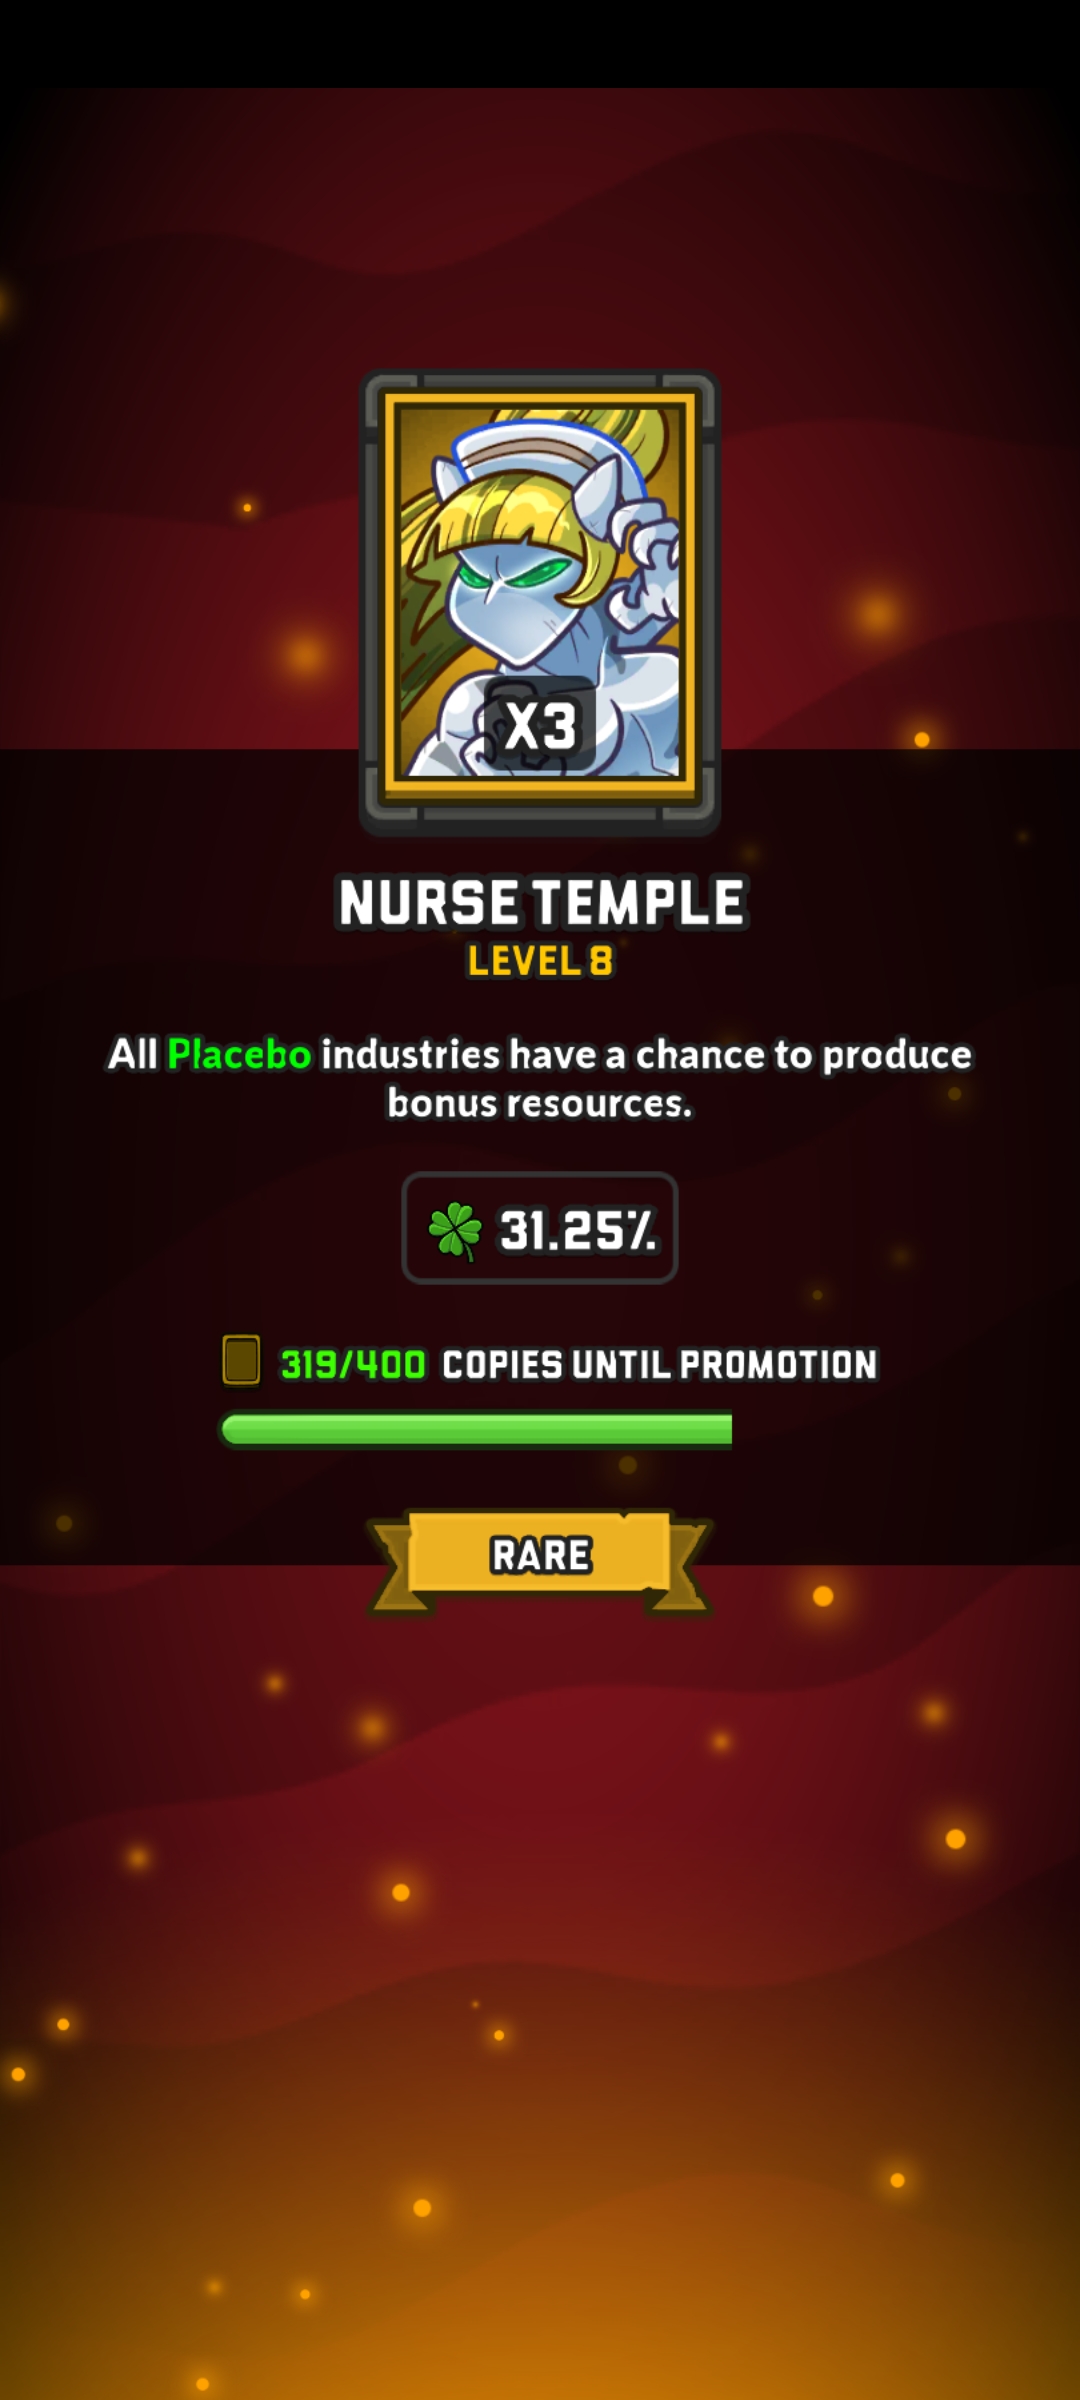 X3
NURSE TEMPLE
LEVEL 8
All Placebo industries have a chance to produce
bonus resources.
31.25%
319/400 COPIES UNTIL PROMOTION
RARE